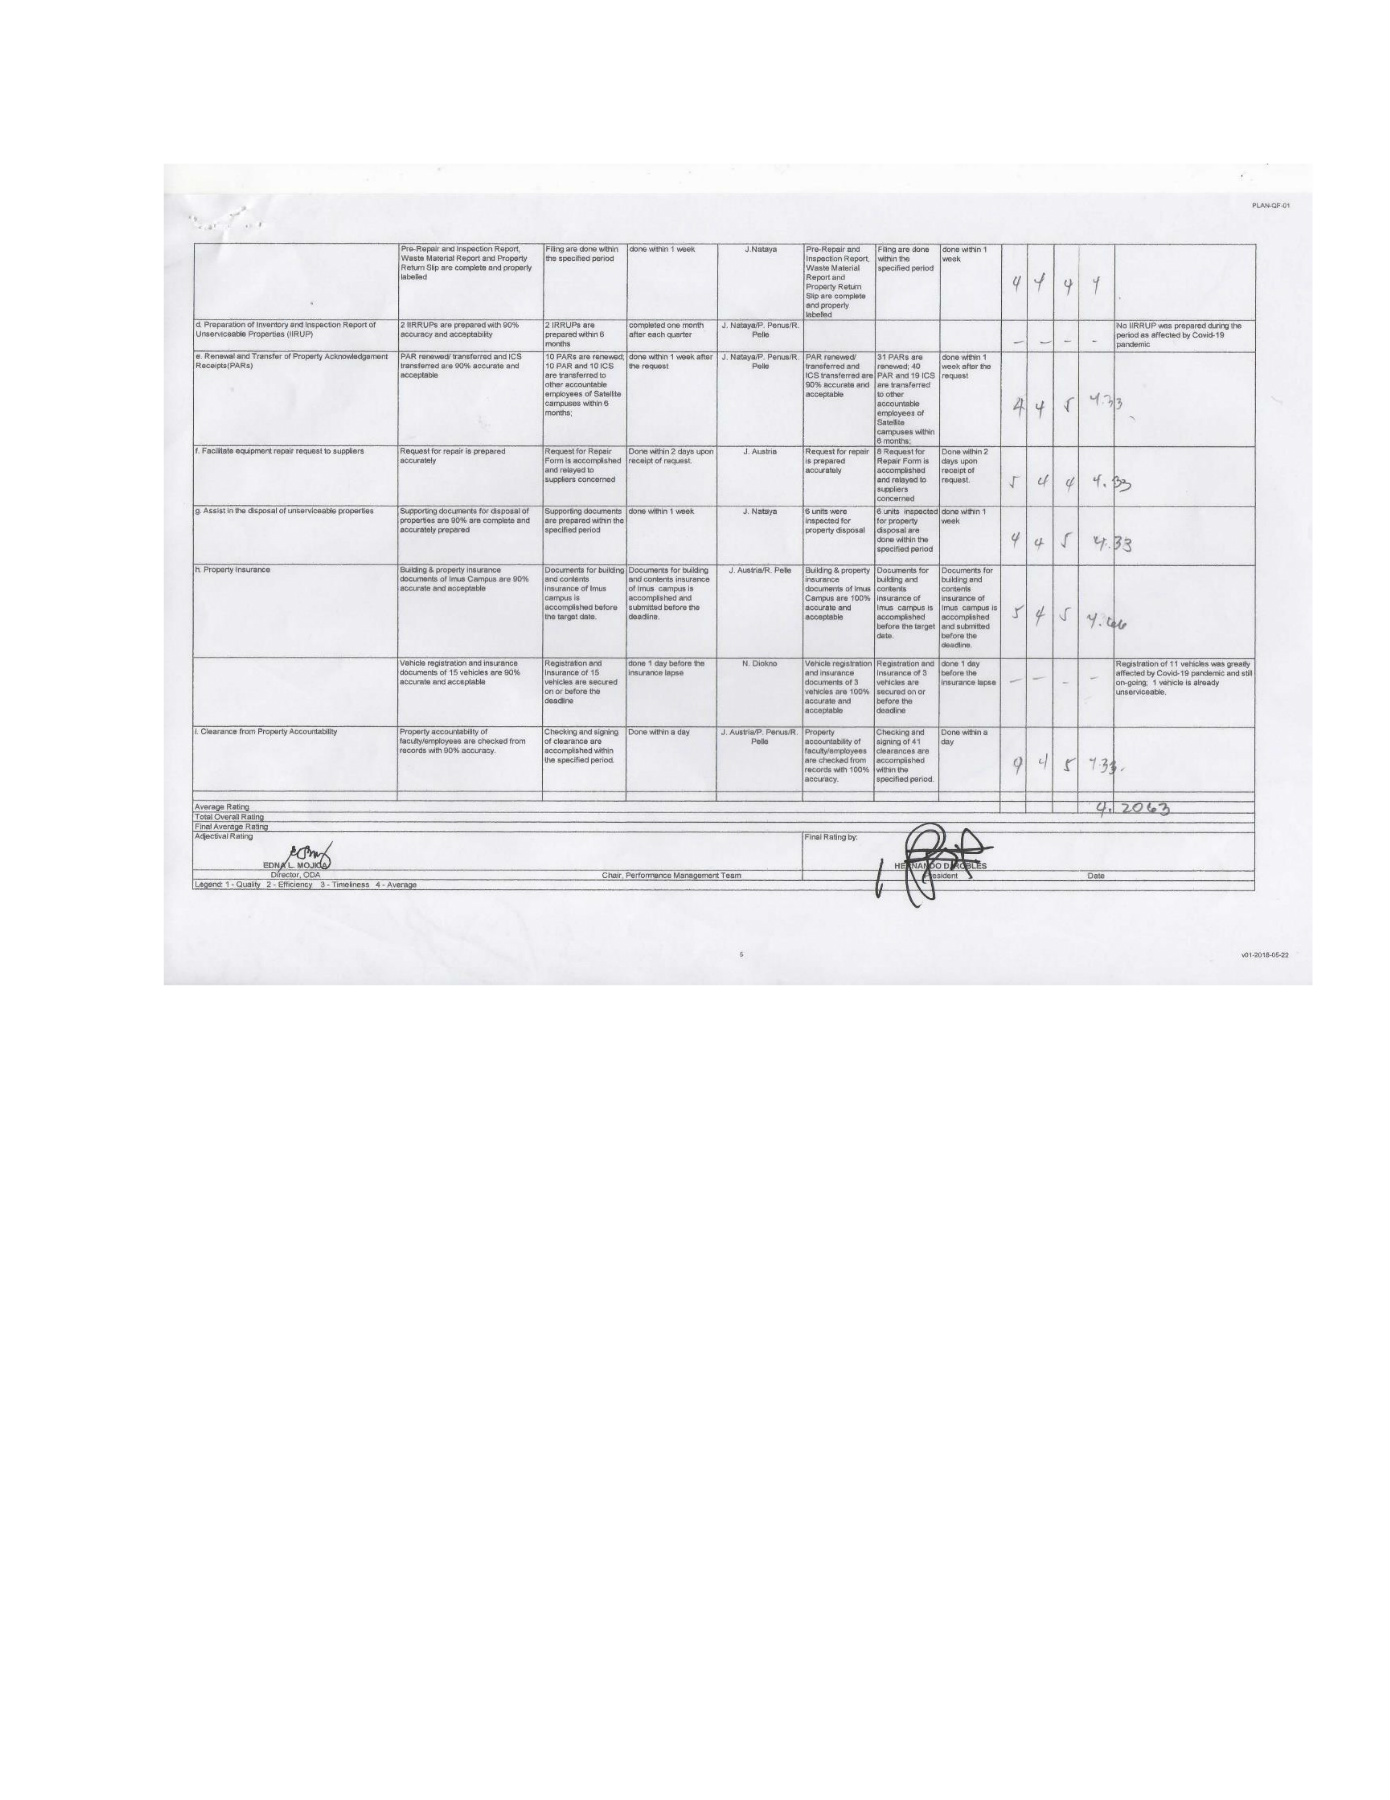 PLAN-QF-01
Pre-Repair and Inspection Report,
Waste Material Report and Property
Return Slip are complete and properly
labelled
Filing are done within
the specified period
done within 1 week
J.Nataya
Pre-Repair and
Inspection Report,
Waste Material
Report and
Property Return
Slip are complete
and properly
labelled
Filing are done
within the
specified period
done within 1
week
4 4 4 4
d. Preparation of Inventory and Inspection Report of
Unserviceable Properties (IIRUP)
2 IIRRUPs are prepared with 90%
accuracy and acceptability
2 IRRUPs are
prepared within 6
months
completed one month
after each quarter
J. Nataya/P. Penus/R.
Pelle
- - - -
No IIRRUP was prepared during the
period as affected by Covid-19
pandemic
e. Renewal and Transfer of Property Acknowledgement
Receipts(PARs)
PAR renewed/ transferred and ICS
transferred are 90% accurate and
acceptable
10 PARs are renewed;
10 PAR and 10 ICS
are transferred to
other accountable
employees of Satellite
campuses within 6
months;
done within 1 week after
the request
J. Nataya/P. Penus/R.
Pelle
PAR renewed/
transferred and
ICS transferred are
90% accurate and
acceptable
31 PARs are
renewed; 40
PAR and 19 ICS
are transferred
to other
accountable
employees of
Satellite
campuses within
6 months;
done within 1
week after the
request
4 4 5 4.33
f. Facilitate equipment repair request to suppliers
Request for repair is prepared
accurately
Request for Repair
Form is accomplished
and relayed to
suppliers concerned
Done within 2 days upon
receipt of request.
J. Austria
Request for repair
is prepared
accurately
8 Request for
Repair Form is
accomplished
and relayed to
suppliers
concerned
Done within 2
days upon
receipt of
request.
5 4 4 4.33
g. Assist in the disposal of unserviceable properties
Supporting documents for disposal of
properties are 90% are complete and
accurately prepared
Supporting documents
are prepared within the
specified period
done within 1 week
J. Nataya
6 units were
inspected for
property disposal
6 units inspected
for property
disposal are
done within the
specified period
done within 1
week
4 4 5 4.33
h. Property Insurance
Building & property insurance
documents of Imus Campus are 90%
accurate and acceptable
Documents for building
and contents
insurance of Imus
campus is
accomplished before
the target date.
Documents for building
and contents insurance
of Imus campus is
accomplished and
submitted before the
deadline.
J. Austria/R. Pelle
Building & property
insurance
documents of Imus
Campus are 100%
accurate and
acceptable
Documents for
building and
contents
insurance of
Imus campus is
accomplished
before the target
date.
Documents for
building and
contents
insurance of
Imus campus is
accomplished
and submitted
before the
deadline.
5 4 5 4.66
Vehicle registration and insurance
documents of 15 vehicles are 90%
accurate and acceptable
Registration and
Insurance of 15
vehicles are secured
on or before the
deadline
done 1 day before the
insurance lapse
N. Diokno
Vehicle registration
and insurance
documents of 3
vehicles are 100%
accurate and
acceptable
Registration and
Insurance of 3
vehicles are
secured on or
before the
deadline
done 1 day
before the
insurance lapse
- - - -
Registration of 11 vehicles was greatly
affected by Covid-19 pandemic and still
on-going; 1 vehicle is already
unserviceable.
i. Clearance from Property Accountability
Property accountability of
faculty/employees are checked from
records with 90% accuracy.
Checking and signing
of clearance are
accomplished within
the specified period.
Done within a day
J. Austria/P. Penus/R.
Pelle
Property
accountability of
faculty/employees
are checked from
records with 100%
accuracy.
Checking and
signing of 41
clearances are
accomplished
within the
specified period.
Done within a
day
4 4 5 4.33.
Average Rating
4.2063
Total Overall Rating
Final Average Rating
Adjectival Rating
Final Rating by:
EDNA L. MOJICA
HERNANDO D. ROBLES
Director, ODA
Chair, Performance Management Team
President
Date
Legend: 1 - Quality 2 - Efficiency 3 - Timeliness 4 - Average
5
v01-2018-05-22